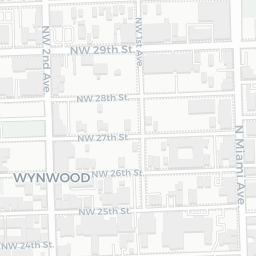 NW 2nd Ave
NW 1st Ave
NW 29th St.
NW 28th St.
NW 27th St.
N Miami Ave
WYNWOOD
NW 26th St.
NW 25th St.
NW 24th St.